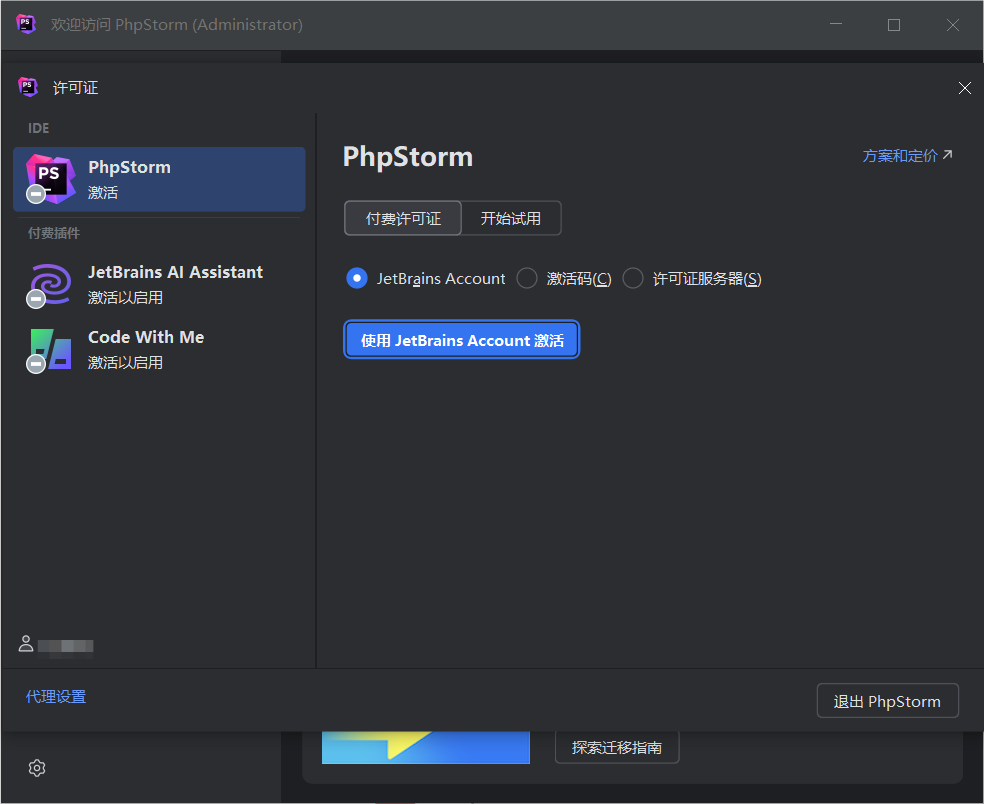 欢迎访问 PhpStorm (Administrator)
许可证
IDE
PhpStorm
激活
付费插件
JetBrains AI Assistant
激活以启用
Code With Me
激活以启用
PhpStorm
方案和定价
付费许可证 开始试用
JetBrains Account 激活码(C) 许可证服务器(S)
使用 JetBrains Account 激活
代理设置
退出 PhpStorm
探索迁移指南